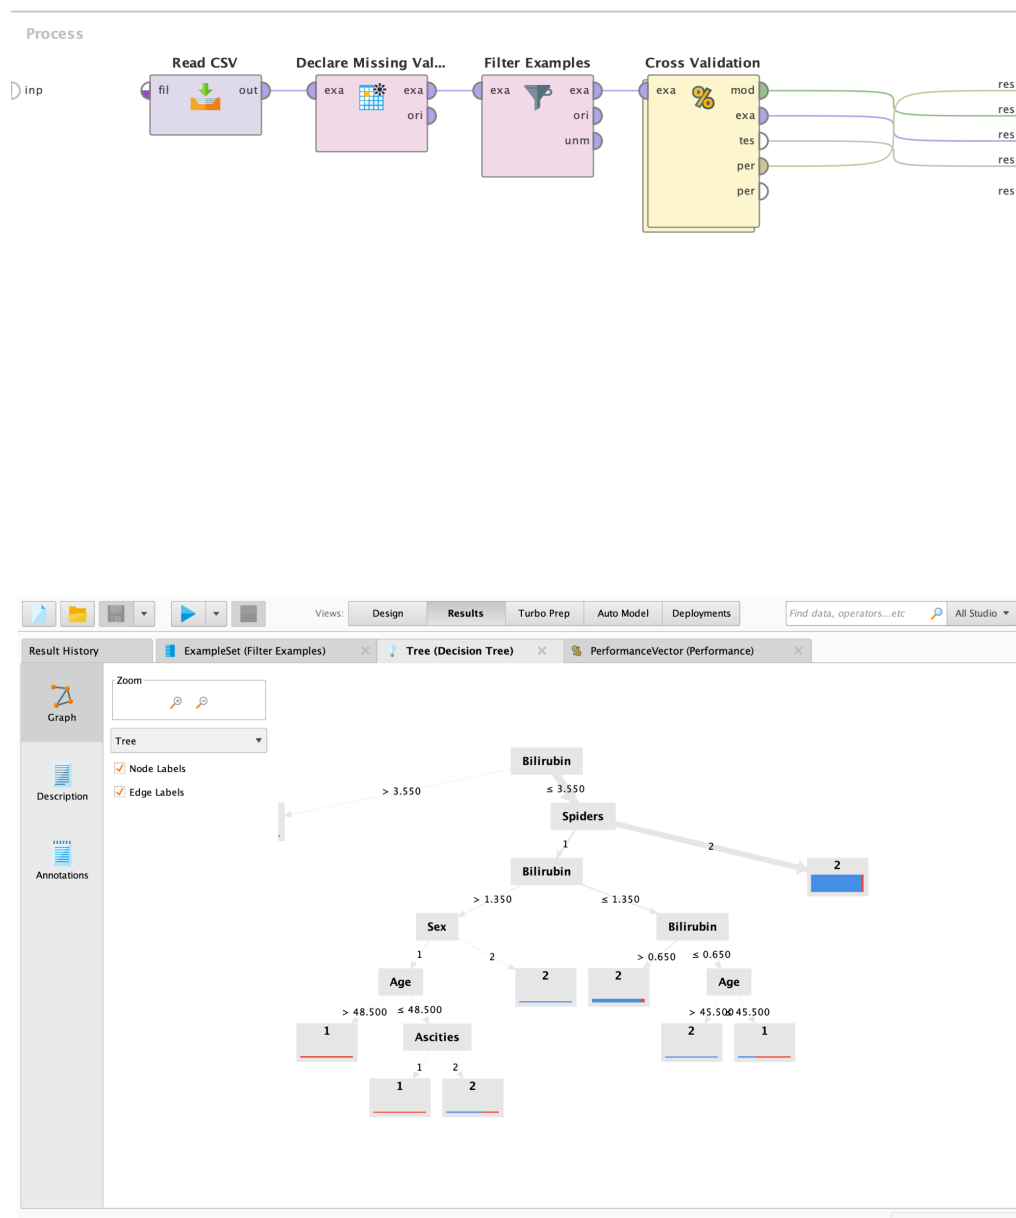 Process
Read CSV
Declare Missing Val...
Filter Examples
Cross Validation
inp
fil
out
exa
exa
ori
exa
exa
ori
unm
exa
mod
exa
tes
per
per
res
res
res
res
res
Views:
Design
Results
Turbo Prep
Auto Model
Deployments
Find data, operators...etc
All Studio
Result History
ExampleSet (Filter Examples)
Tree (Decision Tree)
PerformanceVector (Performance)
Graph
Description
Annotations
Zoom
Tree
Node Labels
Edge Labels
Bilirubin
> 3.550
≤ 3.550
Spiders
1
2
Bilirubin
2
> 1.350
≤ 1.350
Sex
Bilirubin
1
2
> 0.650
≤ 0.650
Age
2
2
Age
> 48.500
≤ 48.500
> 45.500
≤ 45.500
1
Ascities
2
1
1
2
1
2